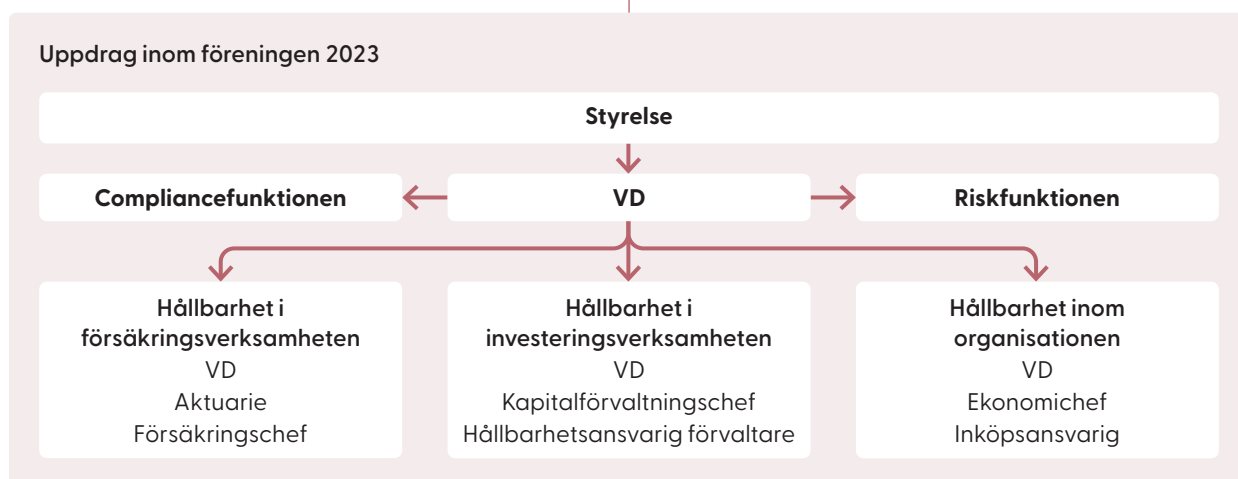 Uppdrag inom föreningen 2023
Styrelse
Compliancefunktionen
VD
Riskfunktionen
Hållbarhet i
försäkringsverksamheten
VD
Aktuarie
Försäkringschef
Hållbarhet i
investeringsverksamheten
VD
Kapitalförvaltningschef
Hållbarhetsansvarig förvaltare
Hållbarhet inom
organisationen
VD
Ekonomichef
Inköpsansvarig